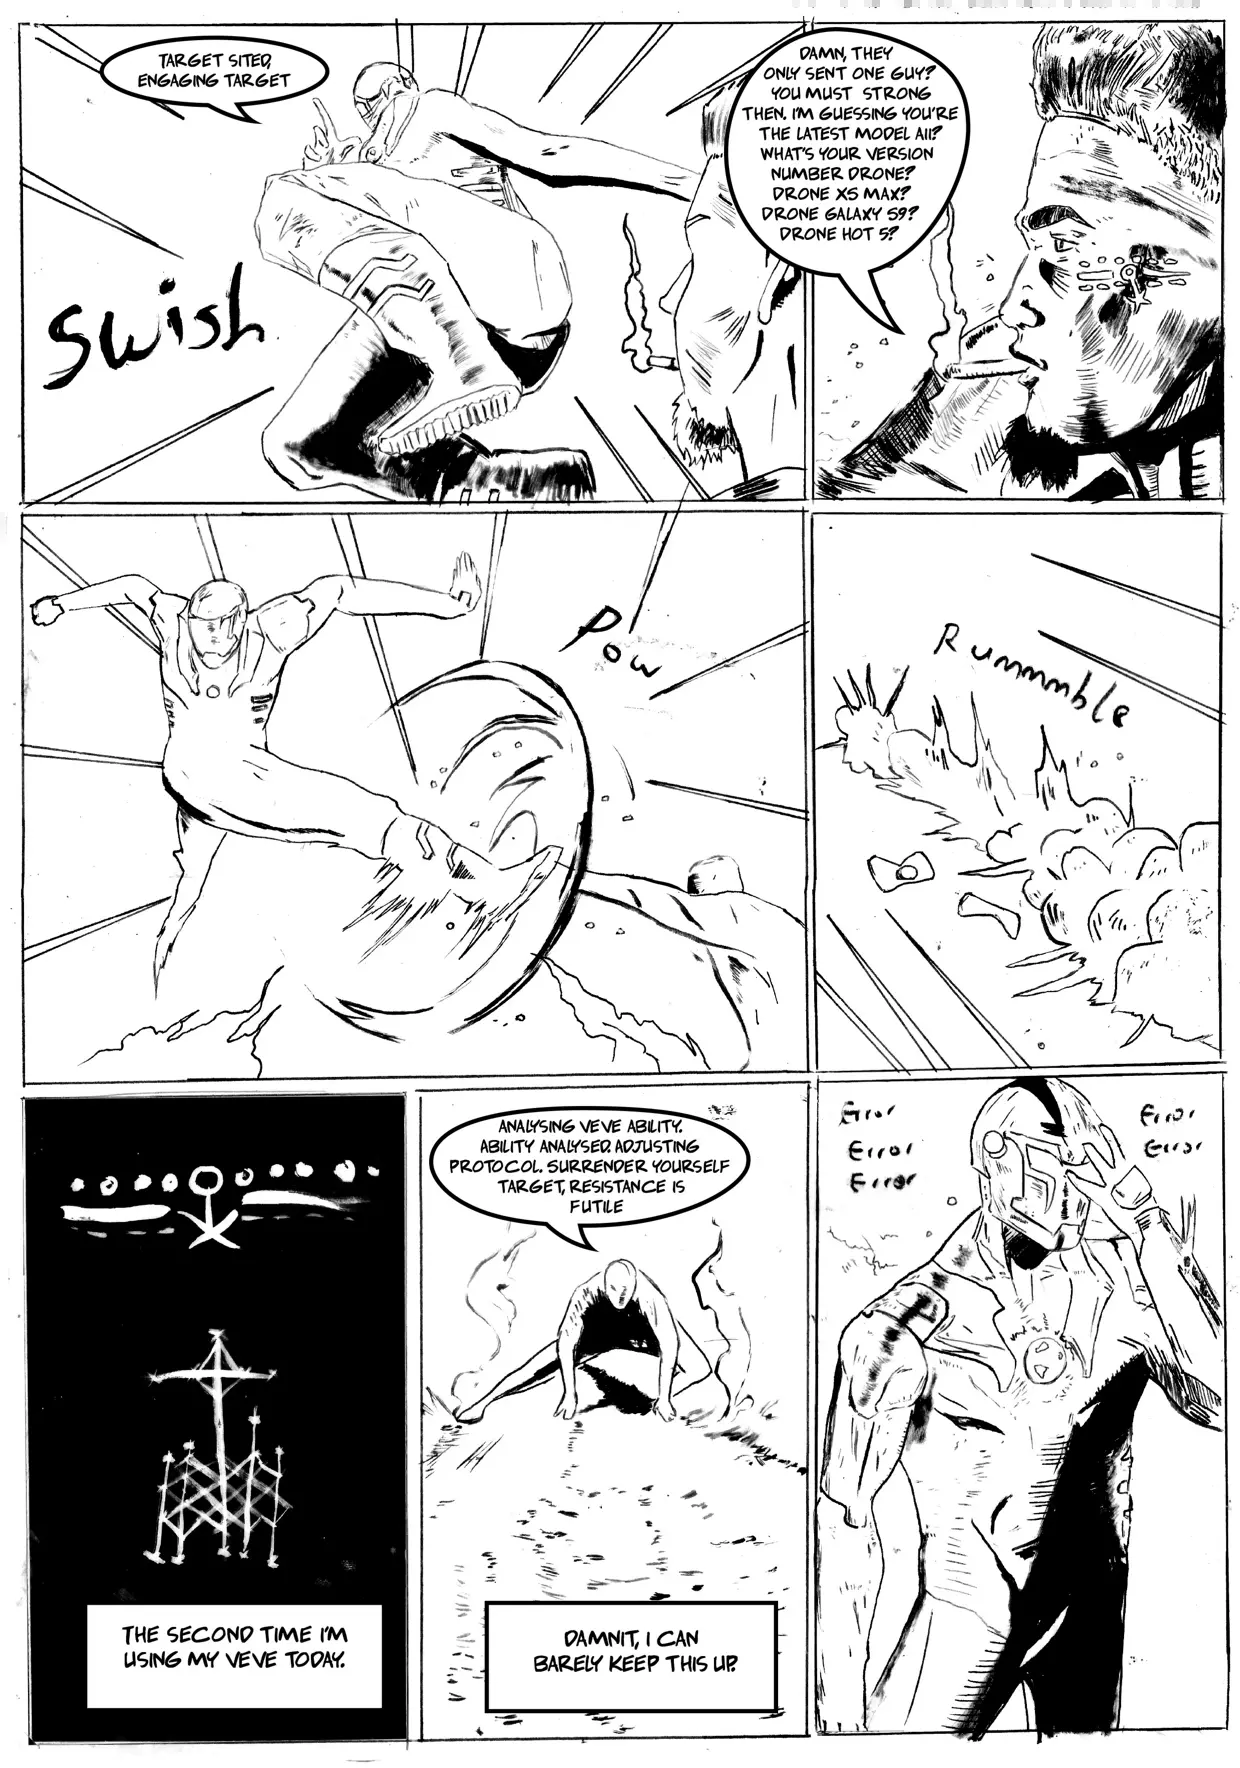 TARGET SITED,
ENGAGING TARGET
SWISH
DAMN, THEY
ONLY SENT ONE GUY?
YOU MUST STRONG
THEN. I'M GUESSING YOU'RE
THE LATEST MODEL AII?
WHAT'S YOUR VERSION
NUMBER DRONE?
DRONE X5 MAX?
DRONE GALAXY S9?
DRONE HOT 5?
Pow
Rummmble
THE SECOND TIME I'M
USING MY VEVE TODAY.
ANALYSING VEVE ABILITY.
ABILITY ANALYSED. ADJUSTING
PROTOCOL. SURRENDER YOURSELF
TARGET, RESISTANCE IS
FUTILE
DAMNIT, I CAN
BARELY KEEP THIS UP.
Error
Error
Error
Error
Error